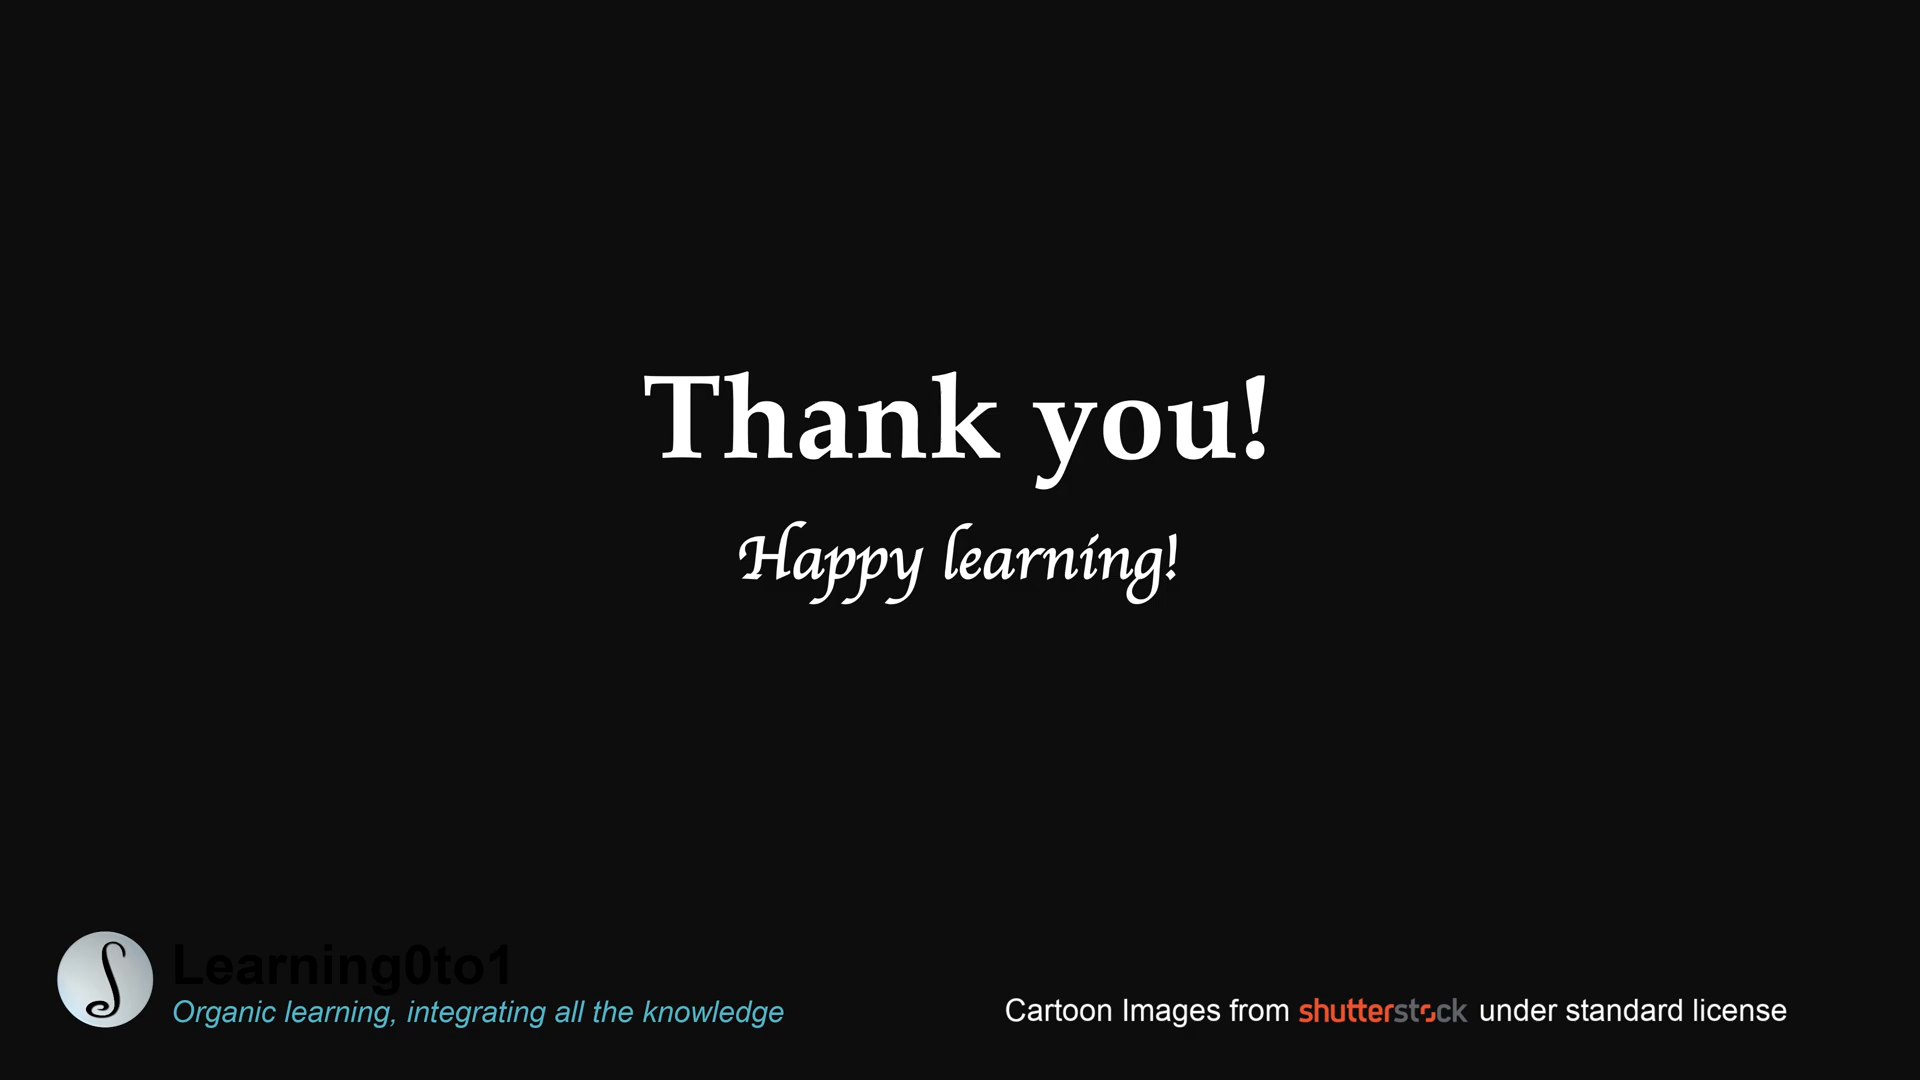 Thank you!
Happy learning!
Learning0to1
Organic learning, integrating all the knowledge
Cartoon Images from shutterstock under standard license